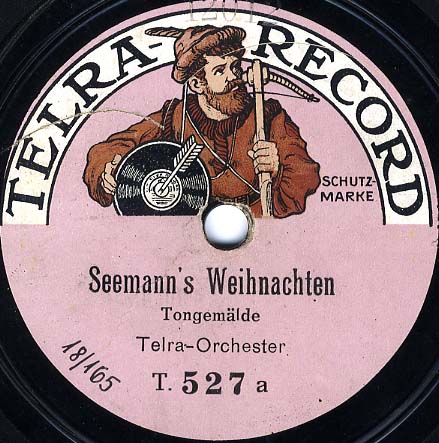 TELRA-RECORD
SCHUTZ-
MARKE
Seemann's Weihnachten
Tongemälde
Telra-Orchester
18/165
T. 527 a